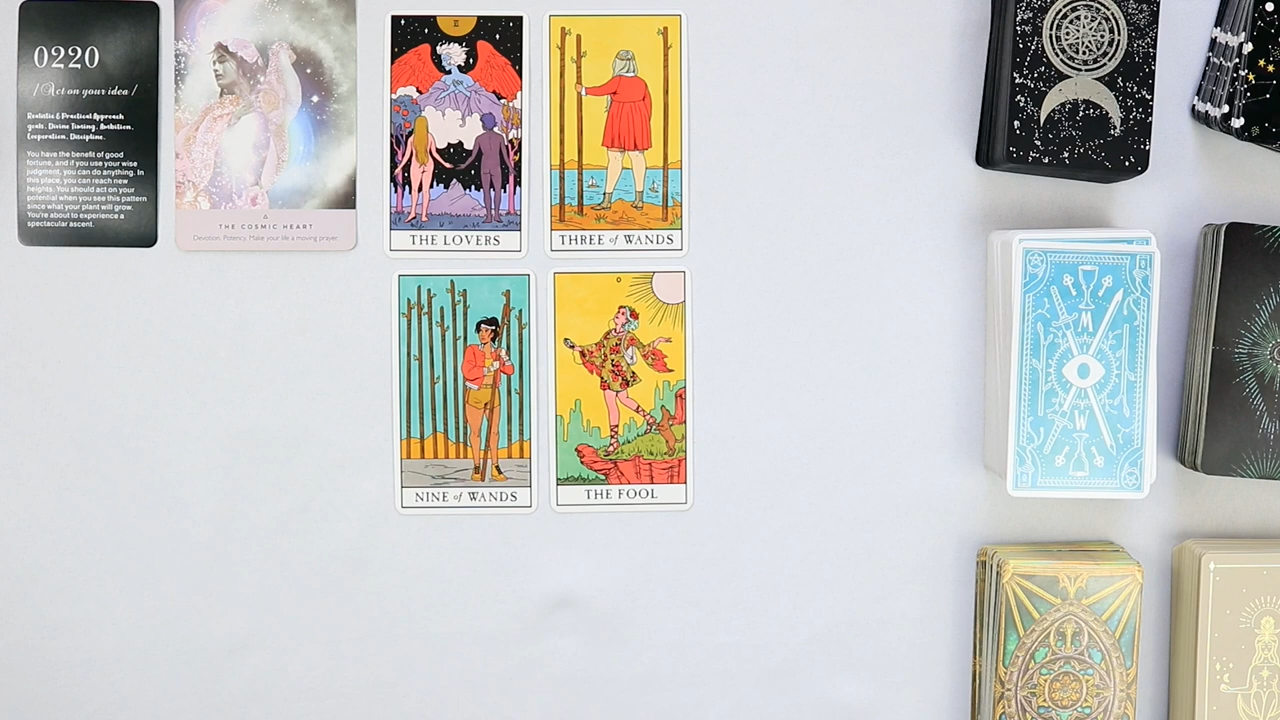 0220
/ Act on your idea /
Realistic & Practical Approach
goals, Divine Timing, Ambition,
Cooperation, Discipline.
You have the benefit of good
fortune, and if you use your wise
judgment, you can do anything. In
this place, you can reach new
heights. You should act on your
potential when you see this pattern
since what your plant will grow.
You're about to experience a
spectacular ascent.
THE COSMIC HEART
Devotion. Potency. Make your life a moving prayer.
VI
THE LOVERS
THREE of WANDS
NINE of WANDS
0
THE FOOL
M
W